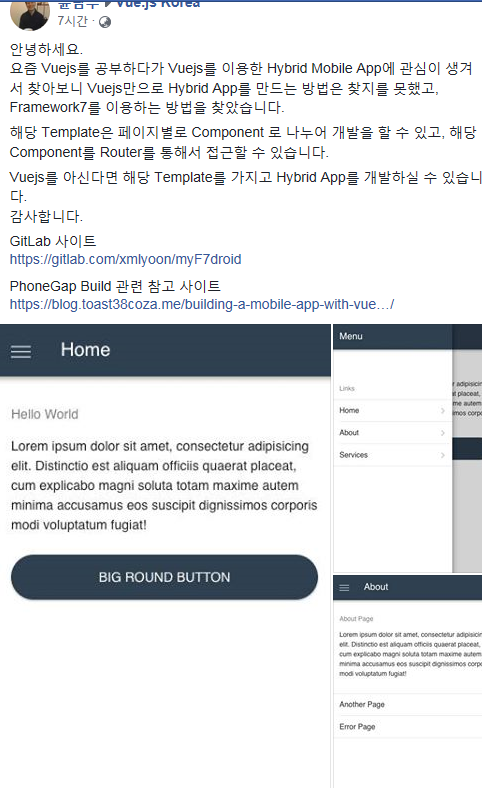 Vue.js Korea
7시간 ·
안녕하세요.
요즘 Vuejs를 공부하다가 Vuejs를 이용한 Hybrid Mobile App에 관심이 생겨
서 찾아보니 Vuejs만으로 Hybrid App를 만드는 방법은 찾지를 못했고,
Framework7를 이용하는 방법을 찾았습니다.
해당 Template은 페이지별로 Component 로 나누어 개발을 할 수 있고, 해당
Component를 Router를 통해서 접근할 수 있습니다.
Vuejs를 아신다면 해당 Template를 가지고 Hybrid App를 개발하실 수 있습니
다.
감사합니다.
GitLab 사이트
https://gitlab.com/xmlyoon/myF7droid
PhoneGap Build 관련 참고 사이트
https://blog.toast38coza.me/building-a-mobile-app-with-vue…/
Home
Hello World
Lorem ipsum dolor sit amet, consectetur adipisicing
elit. Distinctio est aliquam officiis quaerat placeat,
cum explicabo magni soluta totam maxime autem
minima accusamus eos suscipit dignissimos corporis
modi voluptatum fugiat!
BIG ROUND BUTTON
Menu
Links
Home
About
Services
About
About Page
Lorem ipsum dolor sit amet, consectetur adipisicin
elit. Distinctio est aliquam officiis quaerat placeat,
cum explicabo magni soluta totam maxime autem
minima accusamus eos suscipit dignissimos corporis
modi voluptatum fugiat!
Another Page
Error Page